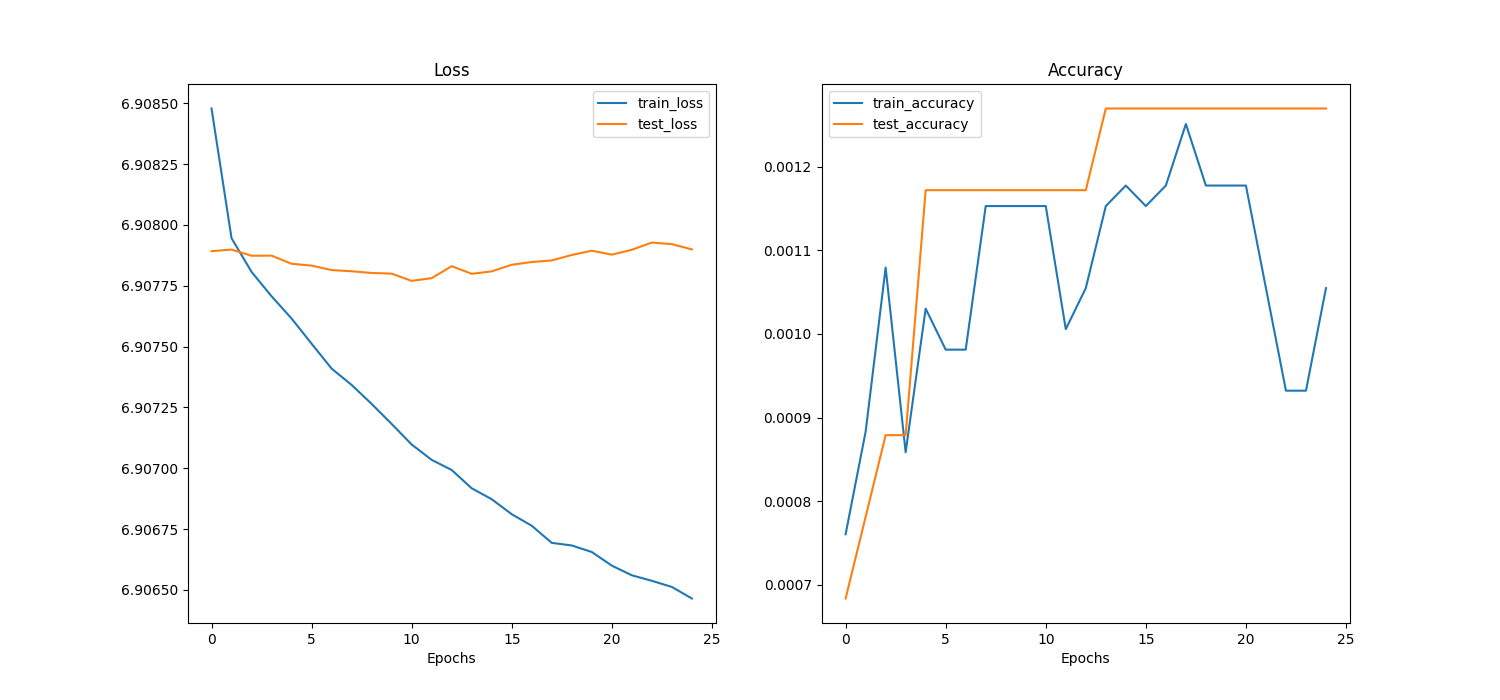 Loss
6.90850
6.90825
6.90800
6.90775
6.90750
6.90725
6.90700
6.90675
6.90650
train_loss
test_loss
0 5 10 15 20 25
Epochs
Accuracy
train_accuracy
test_accuracy
0.0012
0.0011
0.0010
0.0009
0.0008
0.0007
0 5 10 15 20 25
Epochs